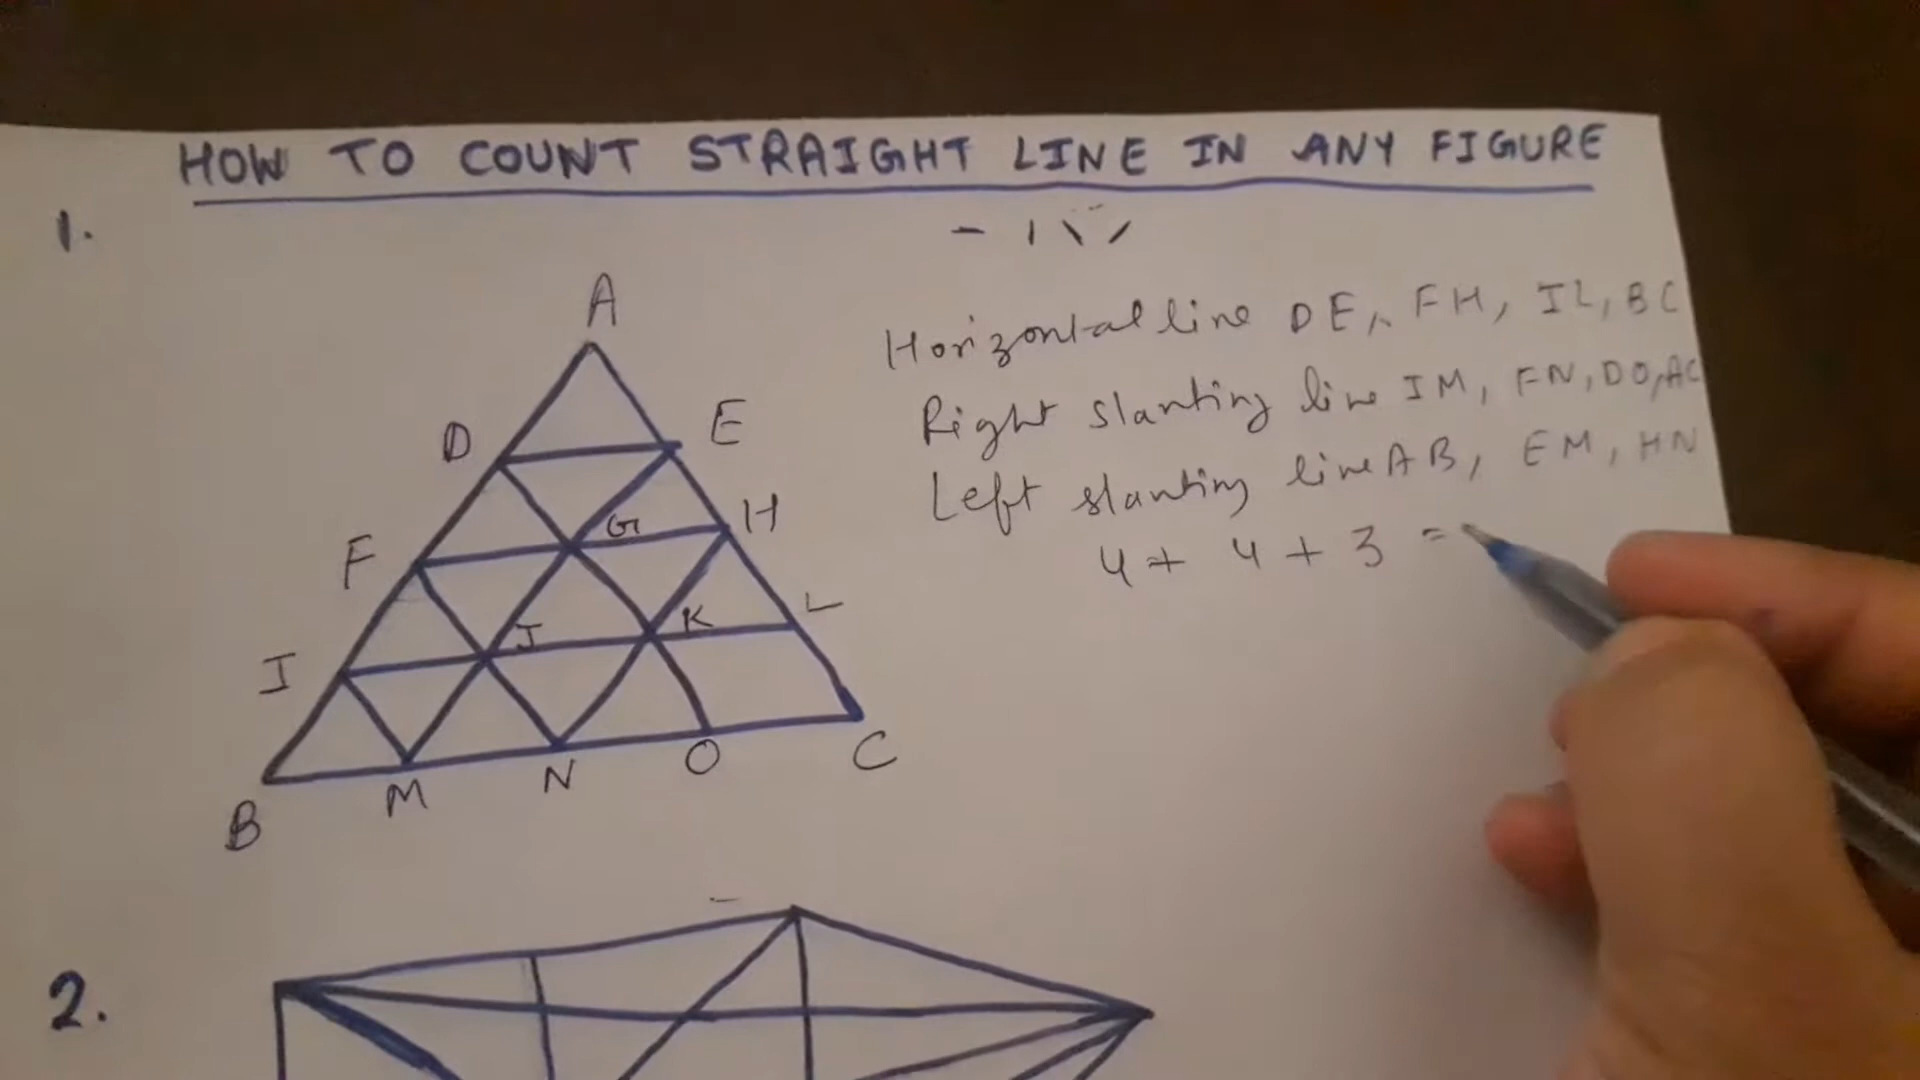 HOW TO COUNT STRAIGHT LINE IN ANY FIGURE
1.
A
D
E
F
G
H
I
J
K
L
B
M
N
O
C
Horizontal line DE, FH, IL, BC
Right slanting line IM, FN, DO, AC
Left slanting line AB, EM, HN
4 + 4 + 3 =
2.